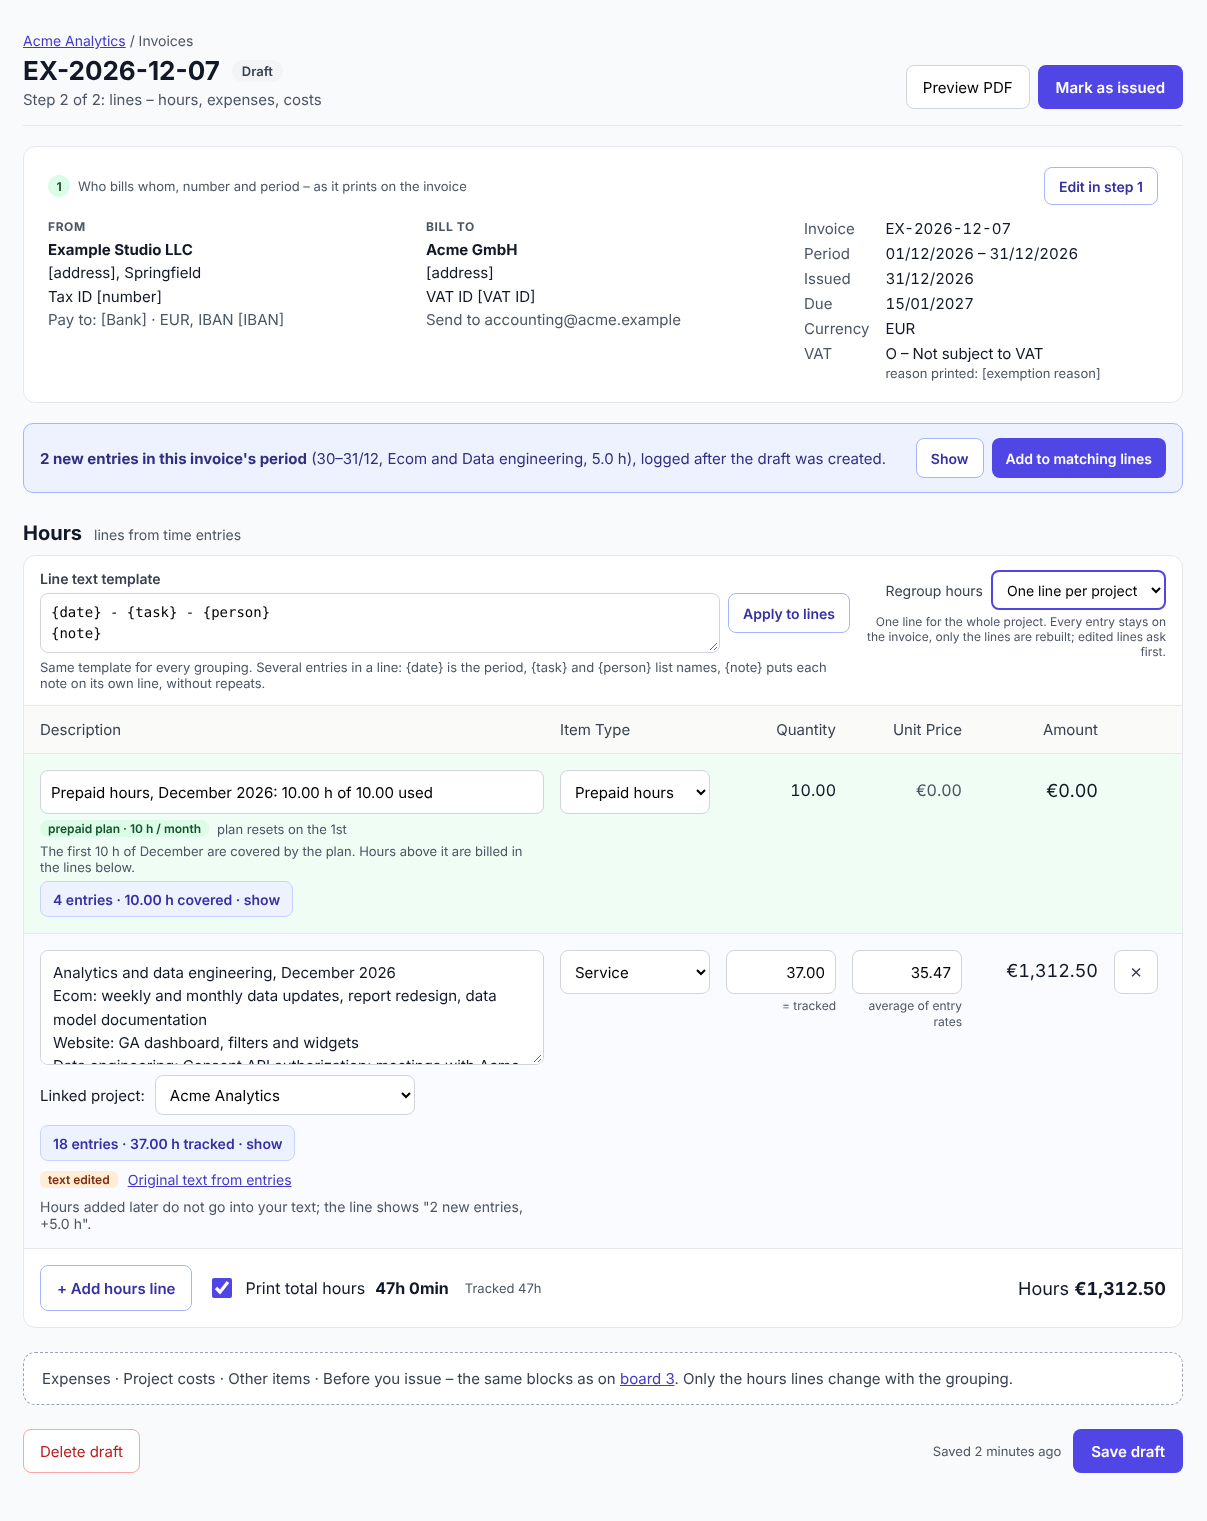 Acme Analytics / Invoices
EX-2026-12-07 Draft
Step 2 of 2: lines – hours, expenses, costs
Preview PDF
Mark as issued
1 Who bills whom, number and period – as it prints on the invoice
Edit in step 1
FROM
Example Studio LLC
[address], Springfield
Tax ID [number]
Pay to: [Bank] · EUR, IBAN [IBAN]
BILL TO
Acme GmbH
[address]
VAT ID [VAT ID]
Send to accounting@acme.example
Invoice EX-2026-12-07
Period 01/12/2026 – 31/12/2026
Issued 31/12/2026
Due 15/01/2027
Currency EUR
VAT O – Not subject to VAT
reason printed: [exemption reason]
2 new entries in this invoice's period (30–31/12, Ecom and Data engineering, 5.0 h), logged after the draft was created.
Show
Add to matching lines
Hours lines from time entries
Line text template
{date} - {task} - {person}
{note}
Apply to lines
Same template for every grouping. Several entries in a line: {date} is the period, {task} and {person} list names, {note} puts each
note on its own line, without repeats.
Regroup hours One line per project
One line for the whole project. Every entry stays on
the invoice, only the lines are rebuilt; edited lines ask
first.
Description Item Type Quantity Unit Price Amount
Prepaid hours, December 2026: 10.00 h of 10.00 used Prepaid hours 10.00 €0.00 €0.00
prepaid plan · 10 h / month plan resets on the 1st
The first 10 h of December are covered by the plan. Hours above it are billed in
the lines below.
4 entries · 10.00 h covered · show
Analytics and data engineering, December 2026
Ecom: weekly and monthly data updates, report redesign, data
model documentation
Website: GA dashboard, filters and widgets
Data engineering: Consent API authorization; meetings with Acme
Service 37.00 35.47 €1,312.50 ×
= tracked
average of entry
rates
Linked project: Acme Analytics
18 entries · 37.00 h tracked · show
text edited Original text from entries
Hours added later do not go into your text; the line shows "2 new entries,
+5.0 h".
+ Add hours line
Print total hours 47h 0min Tracked 47h
Hours €1,312.50
Expenses · Project costs · Other items · Before you issue – the same blocks as on board 3. Only the hours lines change with the grouping.
Delete draft
Saved 2 minutes ago
Save draft